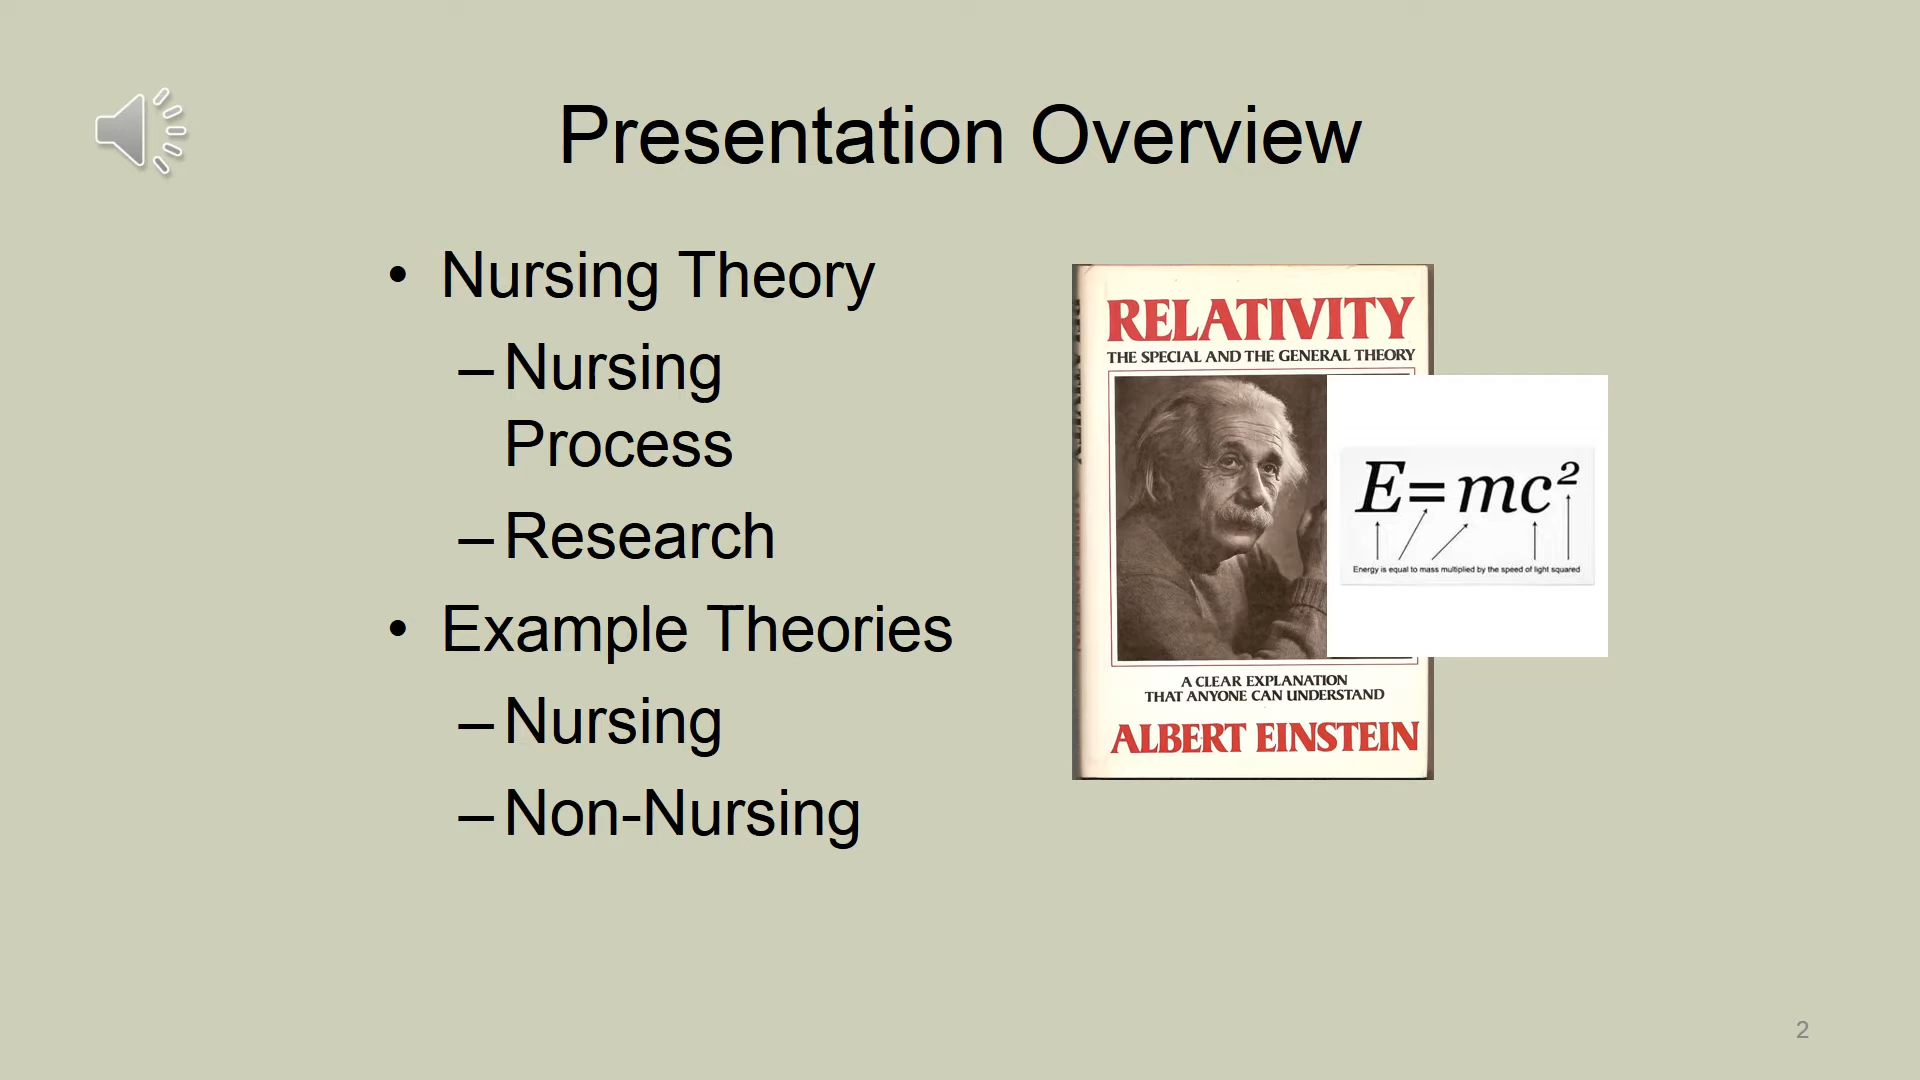 Presentation Overview
• Nursing Theory
– Nursing
Process
– Research
• Example Theories
– Nursing
– Non-Nursing
RELATIVITY
THE SPECIAL AND THE GENERAL THEORY
E=mc²
Energy is equal to mass multiplied by the speed of light squared
A CLEAR EXPLANATION
THAT ANYONE CAN UNDERSTAND
ALBERT EINSTEIN
2